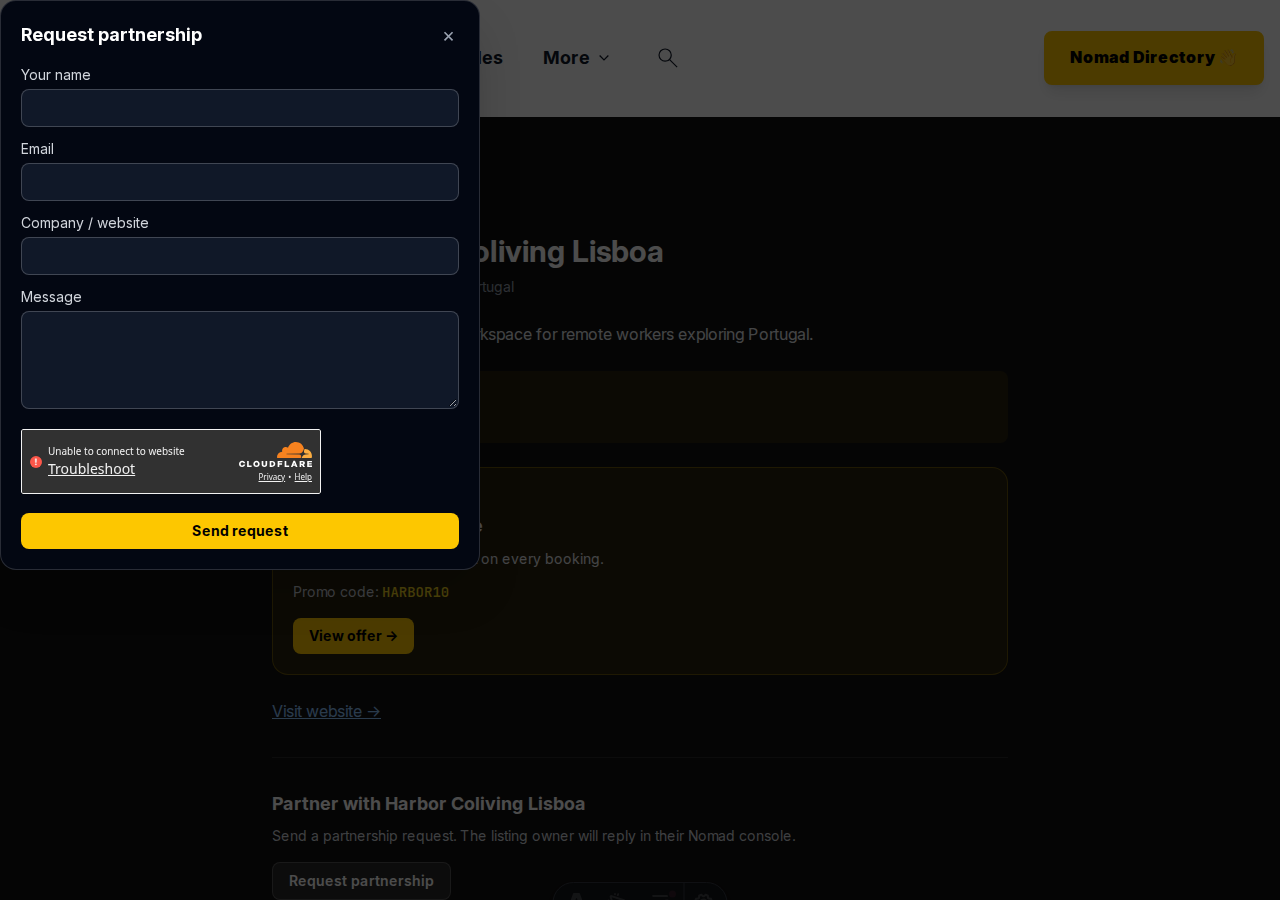 Request partnership
×
Your name
Email
Company / website
Message
Unable to connect to website
Troubleshoot
CLOUDFLARE
Privacy • Help
Send request
More
Nomad Directory
oliving Lisboa
rtugal
kspace for remote workers exploring Portugal.
on every booking.
Promo code: HARBOR10
View offer →
Visit website →
Partner with Harbor Coliving Lisboa
Send a partnership request. The listing owner will reply in their Nomad console.
Request partnership